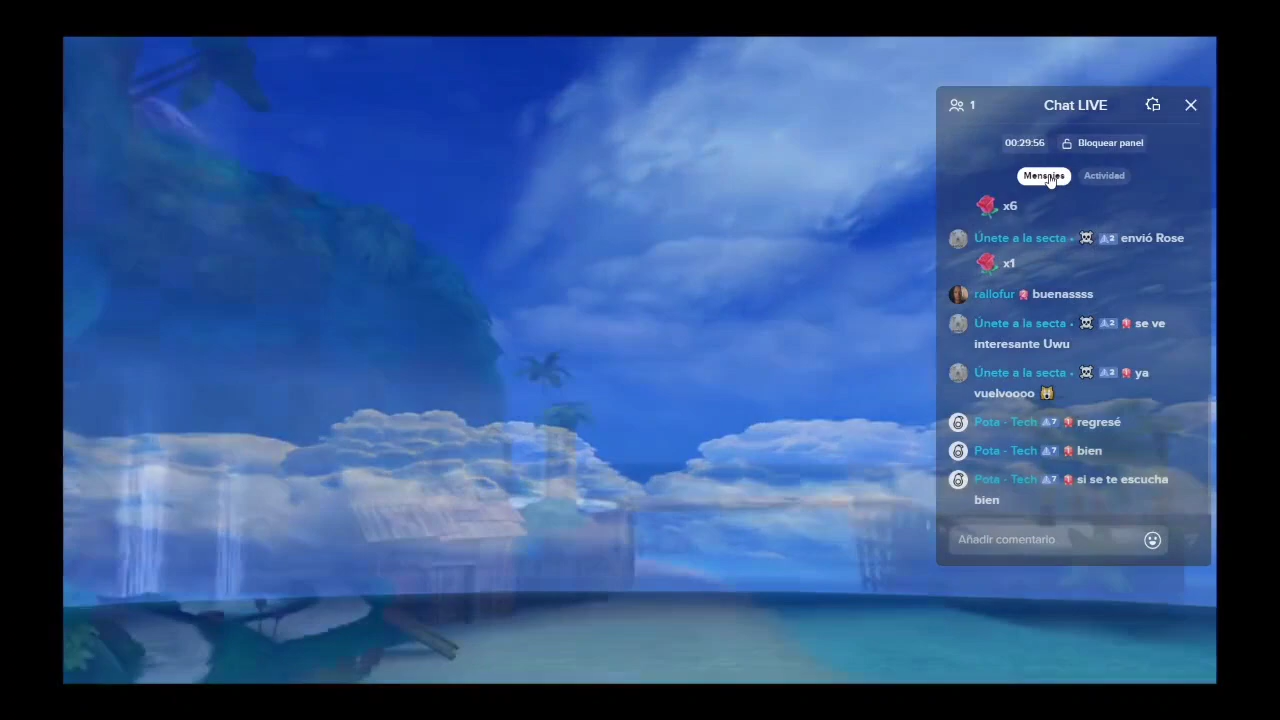 1 Chat LIVE
00:29:56 Bloquear panel
Mensajes Actividad
x6
Únete a la secta • 2 envió Rose
x1
rallofur buenassss
Únete a la secta • 2 se ve
interesante Uwu
Únete a la secta • 2 ya
vuelvoooo
Pota - Tech 7 regresé
Pota - Tech 7 bien
Pota - Tech 7 si se te escucha
bien
Añadir comentario